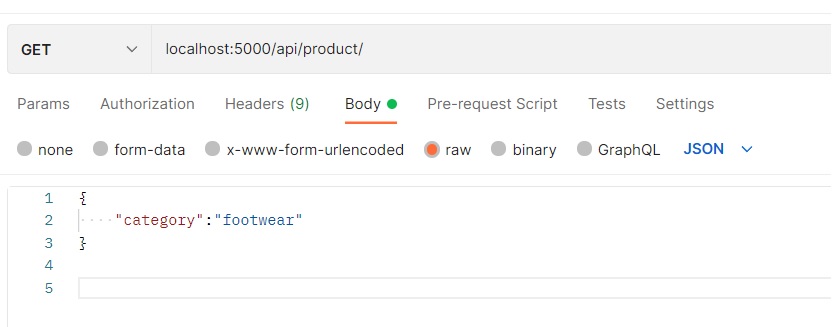 GET localhost:5000/api/product/
Params Authorization Headers (9) Body Pre-request Script Tests Settings
none form-data x-www-form-urlencoded raw binary GraphQL JSON
1 {
2 ····"category":"footwear"
3 }
4
5